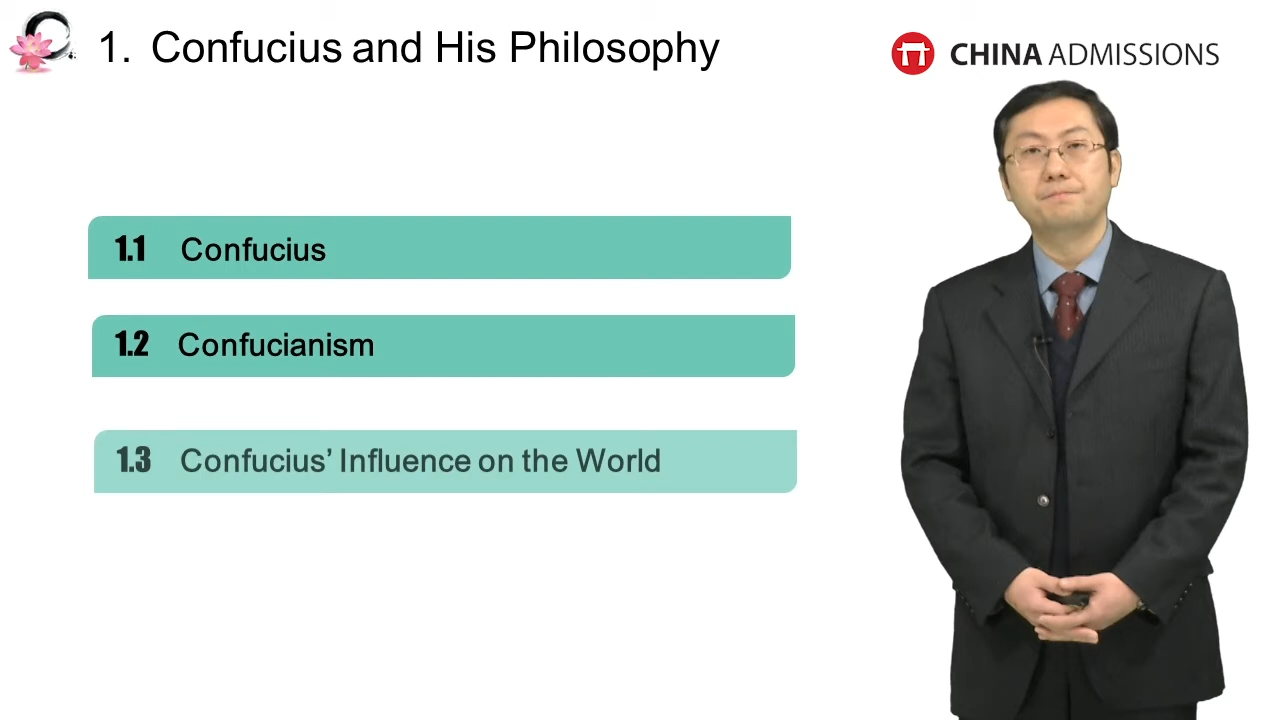 1. Confucius and His Philosophy
CHINA ADMISSIONS
1.1 Confucius
1.2 Confucianism
1.3 Confucius’ Influence on the World